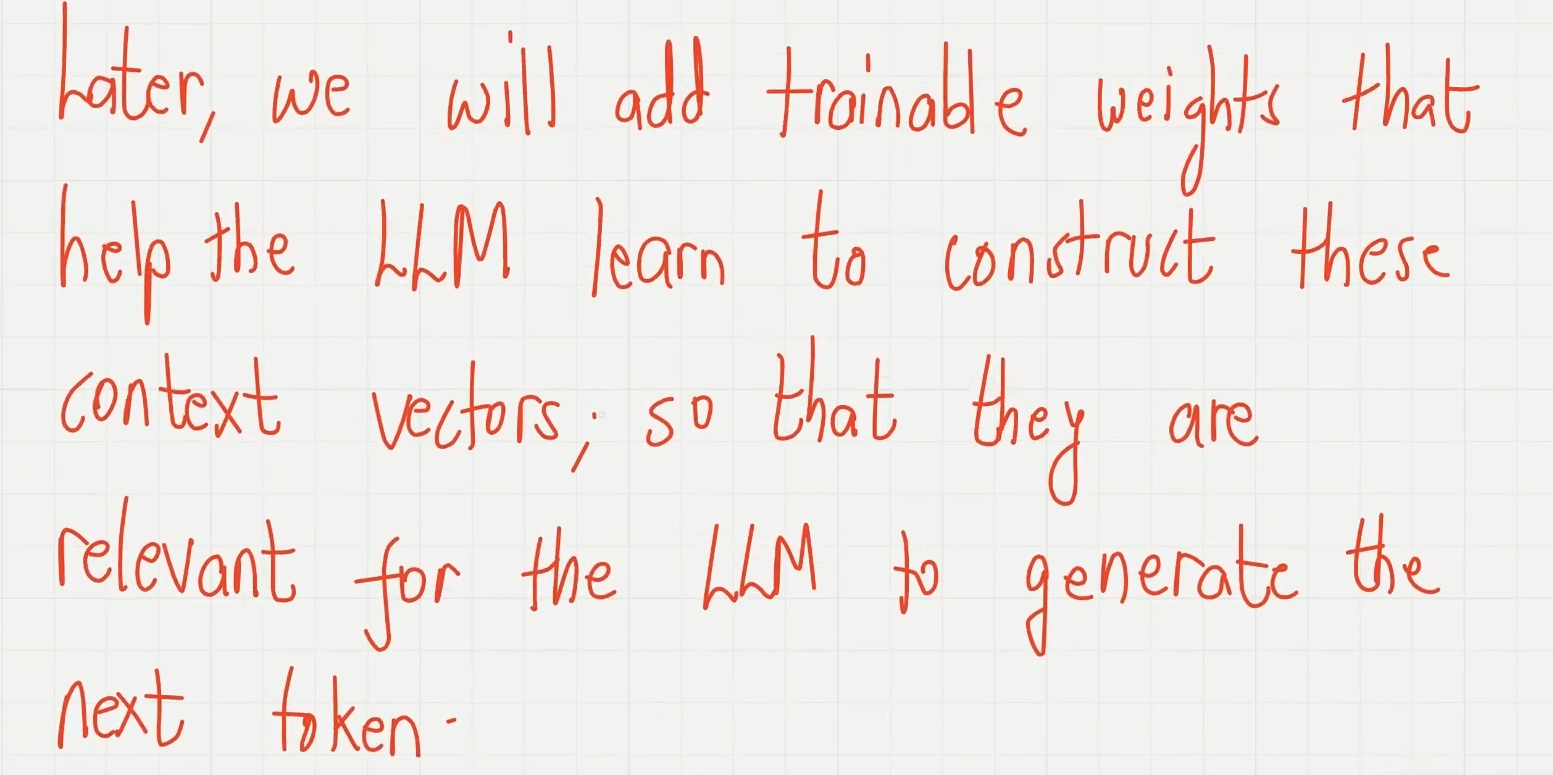 Later, we will add trainable weights that
help the LLM learn to construct these
context vectors; so that they are
relevant for the LLM to generate the
next token.